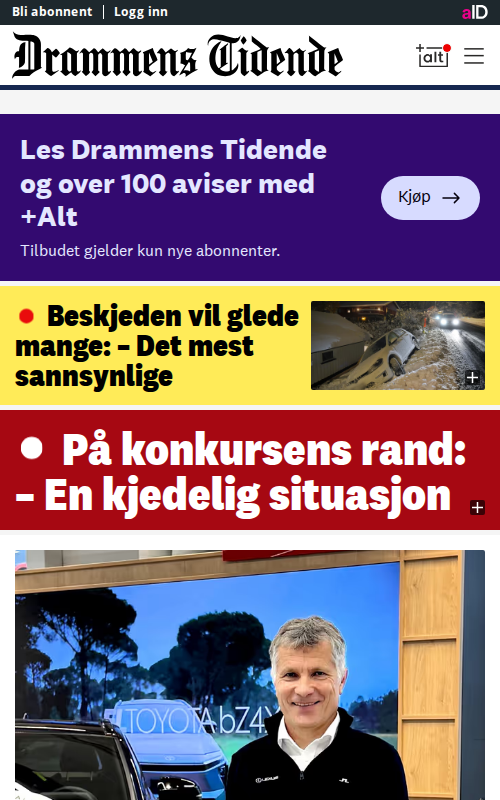 Bli abonnent | Logg inn
aID
Drammens Tidende
+alt
Les Drammens Tidende
og over 100 aviser med
+Alt
Kjøp →
Tilbudet gjelder kun nye abonnenter.
Beskjeden vil glede
mange: – Det mest
sannsynlige
På konkursens rand:
– En kjedelig situasjon
TOYOTA bZ4X
LEXUS